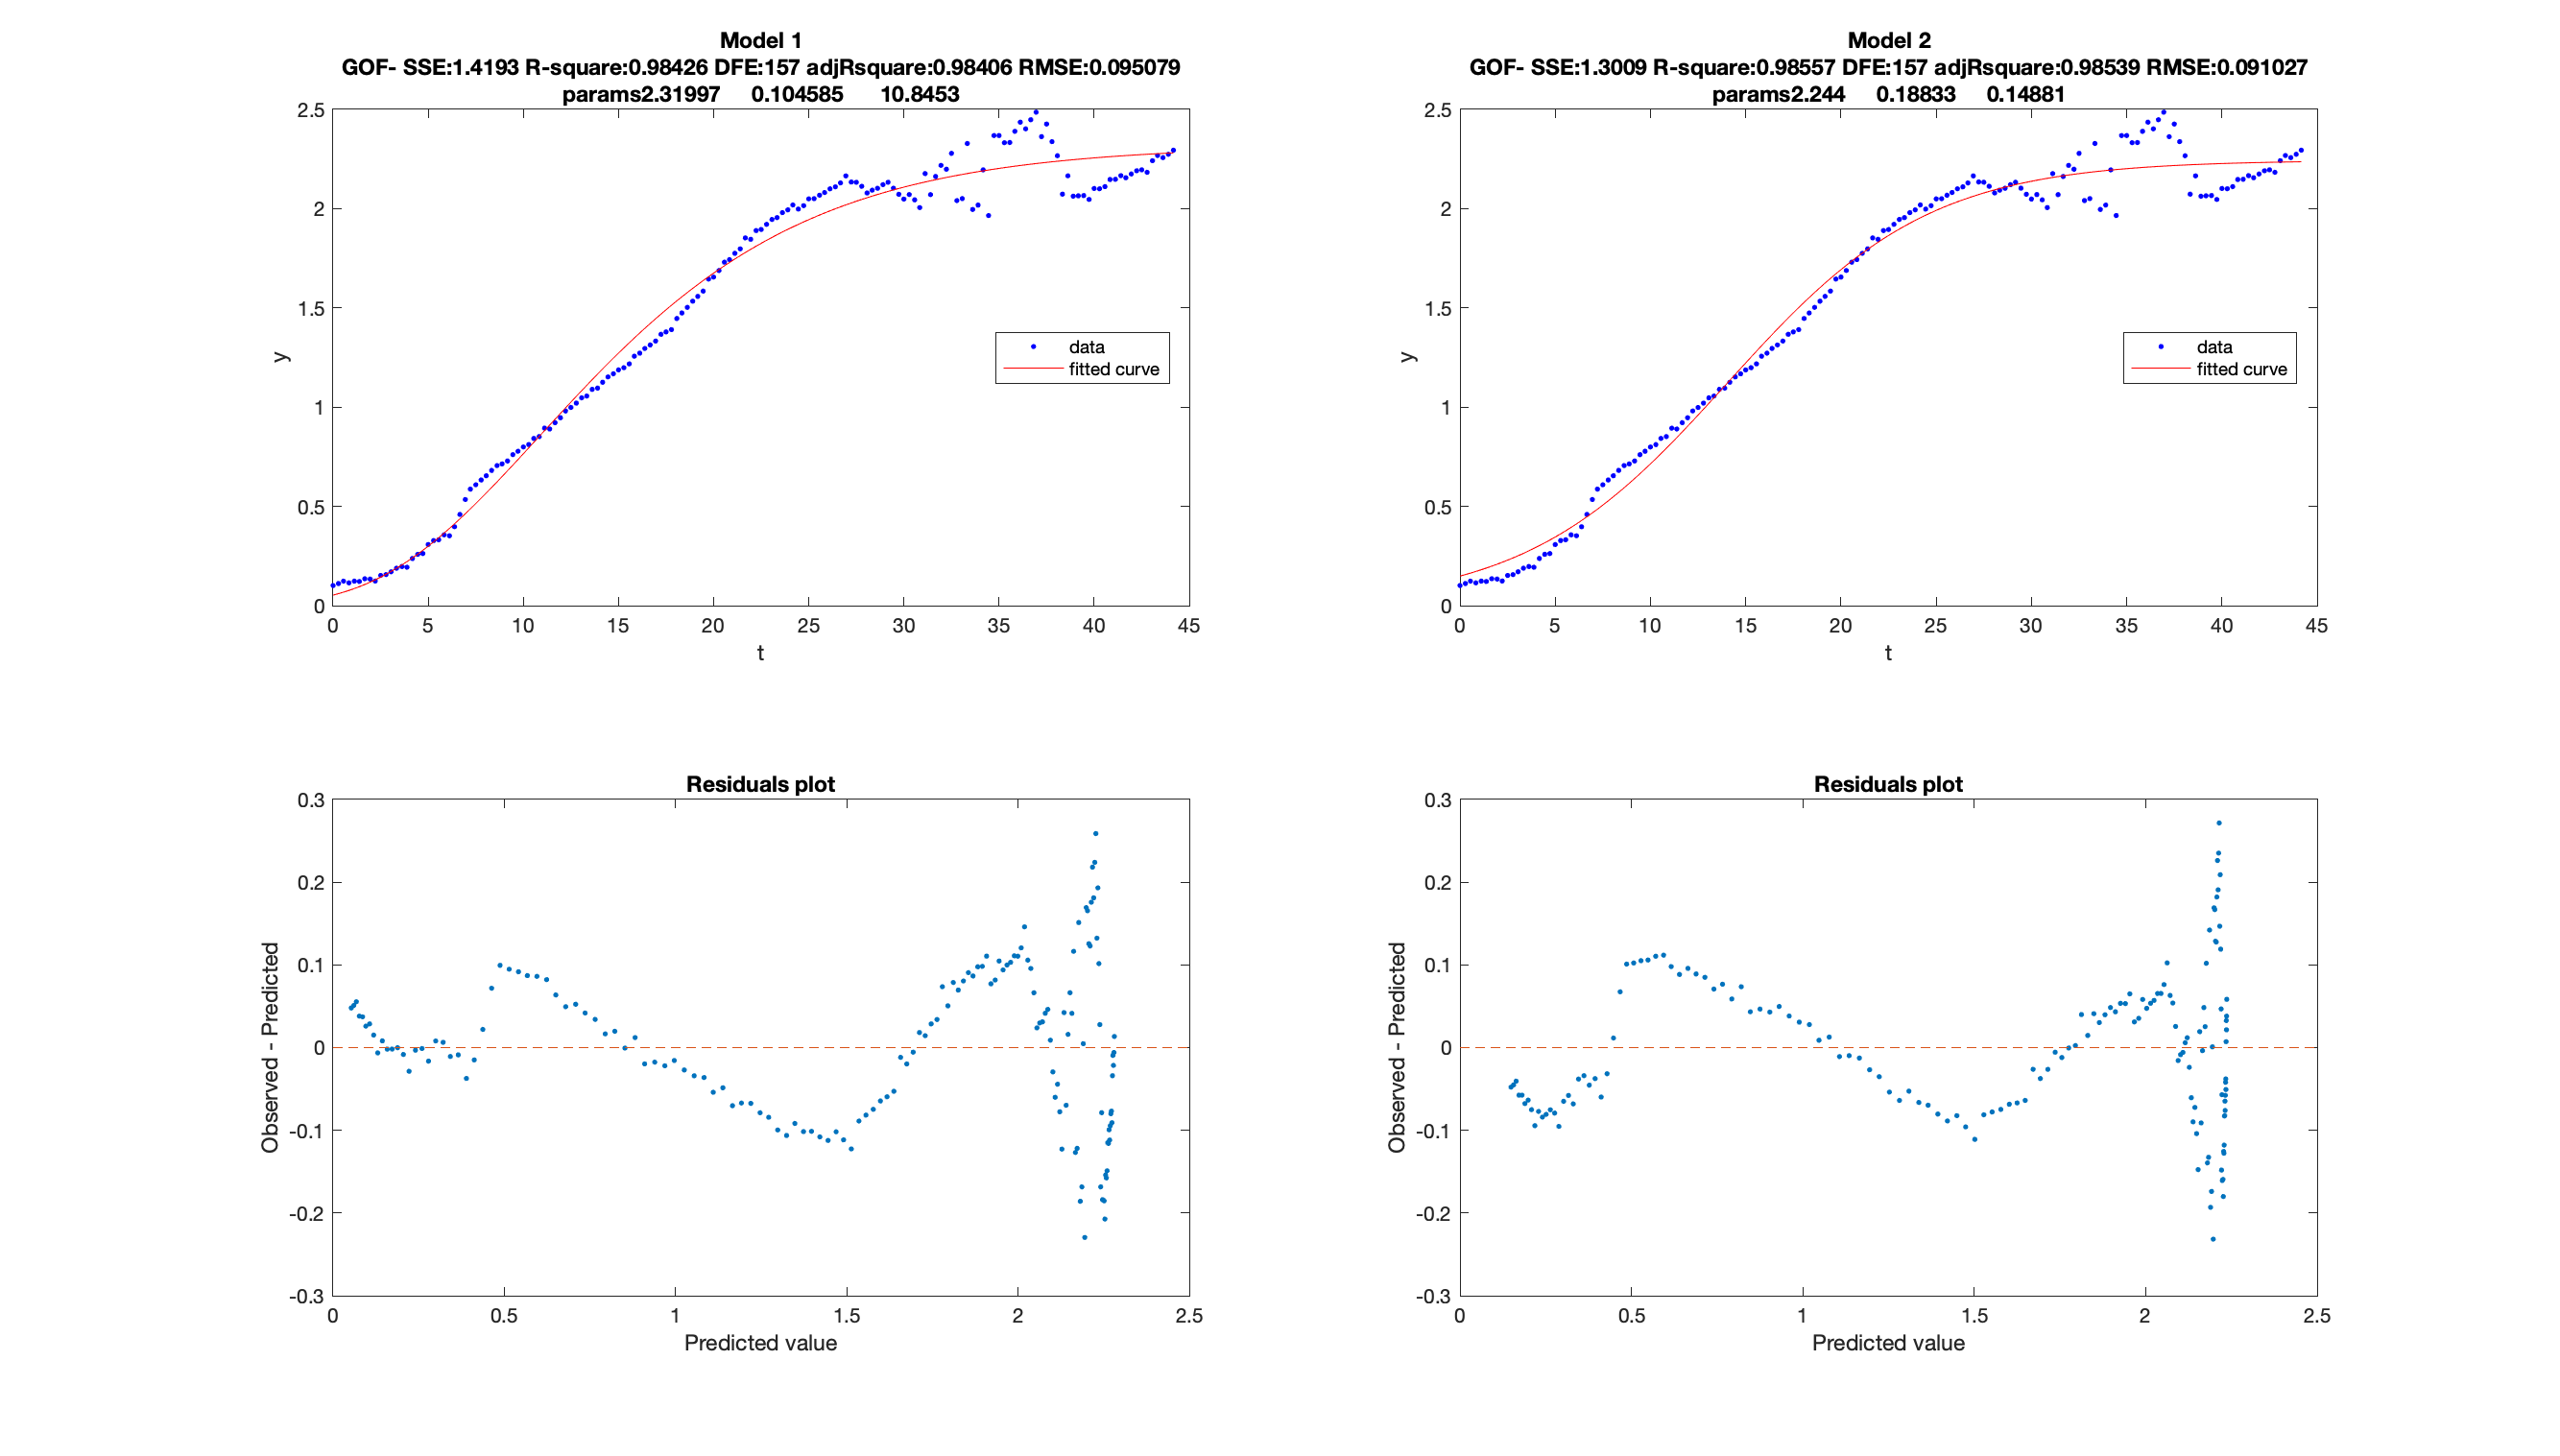 Model 1
GOF- SSE:1.4193 R-square:0.98426 DFE:157 adjRsquare:0.98406 RMSE:0.095079
params2.31997 0.104585 10.8453
2.5
2
1.5
1
0.5
0
y
data
fitted curve
0 5 10 15 20 25 30 35 40 45
t
Model 2
GOF- SSE:1.3009 R-square:0.98557 DFE:157 adjRsquare:0.98539 RMSE:0.091027
params2.244 0.18833 0.14881
2.5
2
1.5
1
0.5
0
y
data
fitted curve
0 5 10 15 20 25 30 35 40 45
t
Residuals plot
0.3
0.2
0.1
0
-0.1
-0.2
-0.3
Observed - Predicted
0 0.5 1 1.5 2 2.5
Predicted value
Residuals plot
0.3
0.2
0.1
0
-0.1
-0.2
-0.3
Observed - Predicted
0 0.5 1 1.5 2 2.5
Predicted value